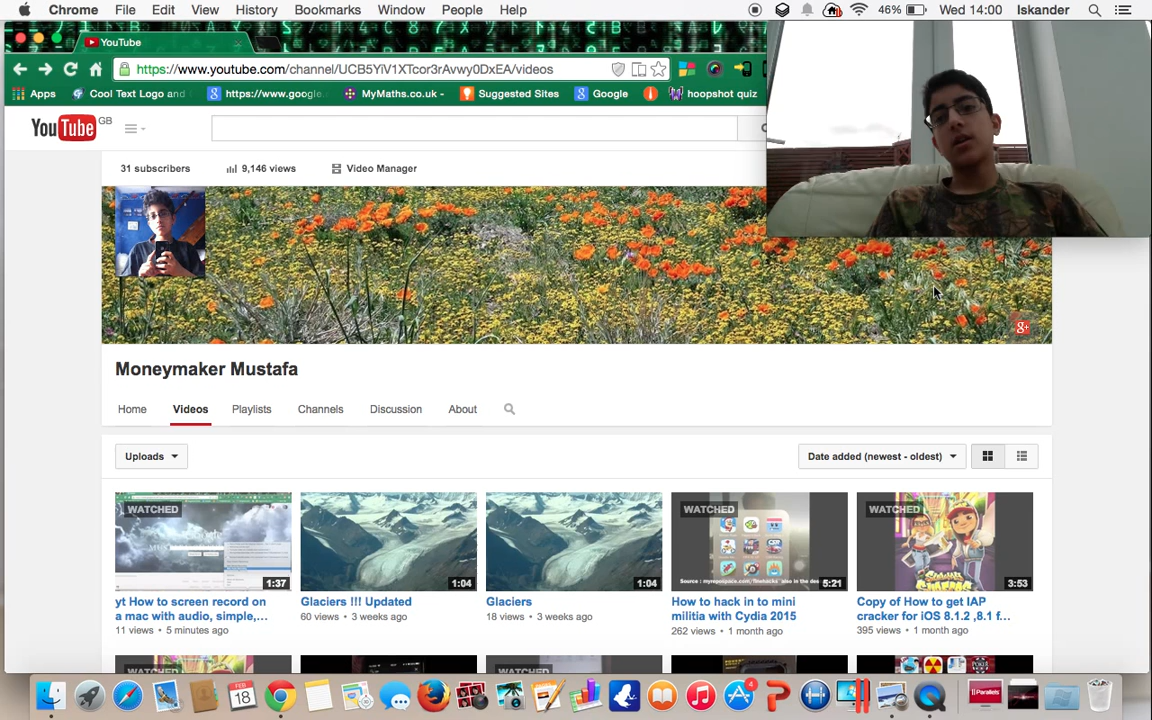 Chrome File Edit View History Bookmarks Window People Help 46% Wed 14:00 Iskander
YouTube
https://www.youtube.com/channel/UCB5YiV1XTcor3rAvwy0DxEA/videos
Apps Cool Text Logo and https://www.google. MyMaths.co.uk - Suggested Sites Google hoopshot quiz
YouTube GB
31 subscribers 9,146 views Video Manager
g+
Moneymaker Mustafa
Home Videos Playlists Channels Discussion About
Uploads Date added (newest - oldest)
WATCHED WATCHED WATCHED
1:37 1:04 1:04 5:21 3:53
yt How to screen record on a mac with audio, simple,...
11 views • 5 minutes ago
Glaciers !!! Updated
60 views • 3 weeks ago
Glaciers
18 views • 3 weeks ago
How to hack in to mini militia with Cydia 2015
262 views • 1 month ago
Copy of How to get IAP cracker for iOS 8.1.2 ,8.1 f...
395 views • 1 month ago
FEB 18
4
Parallels